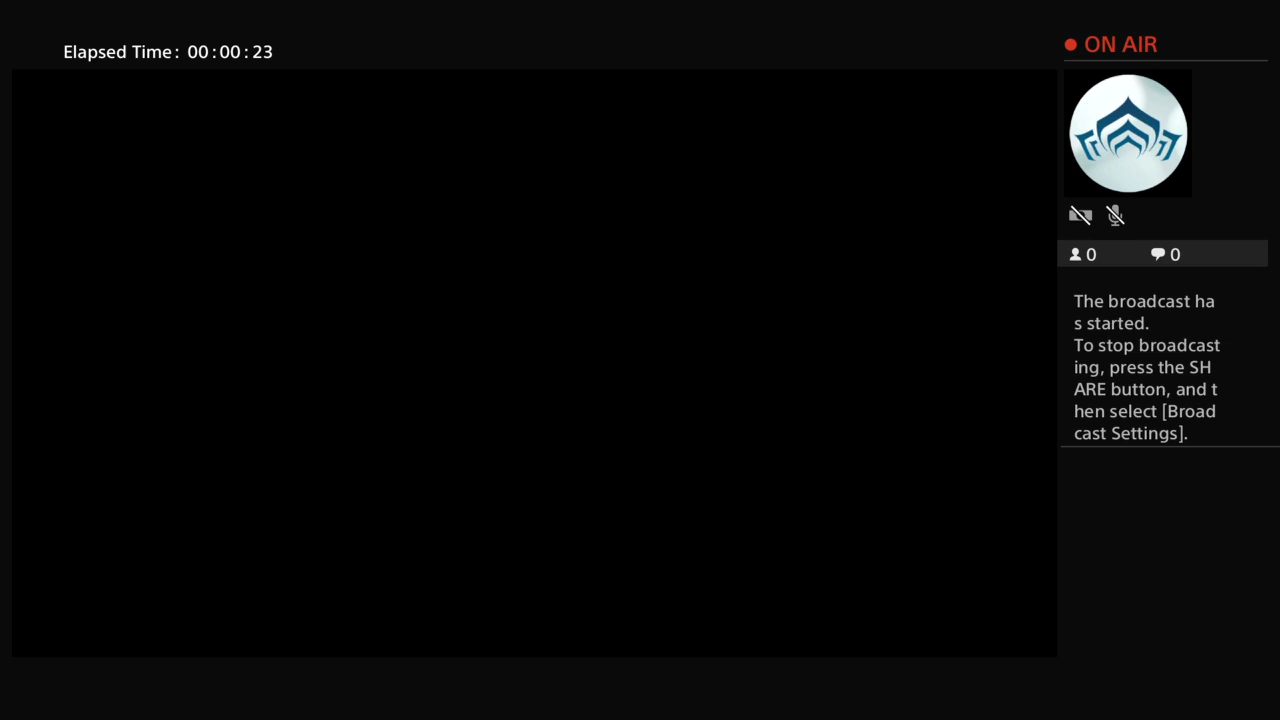 Elapsed Time: 00:00:23
ON AIR
0
0
The broadcast ha
s started.
To stop broadcast
ing, press the SH
ARE button, and t
hen select [Broad
cast Settings].